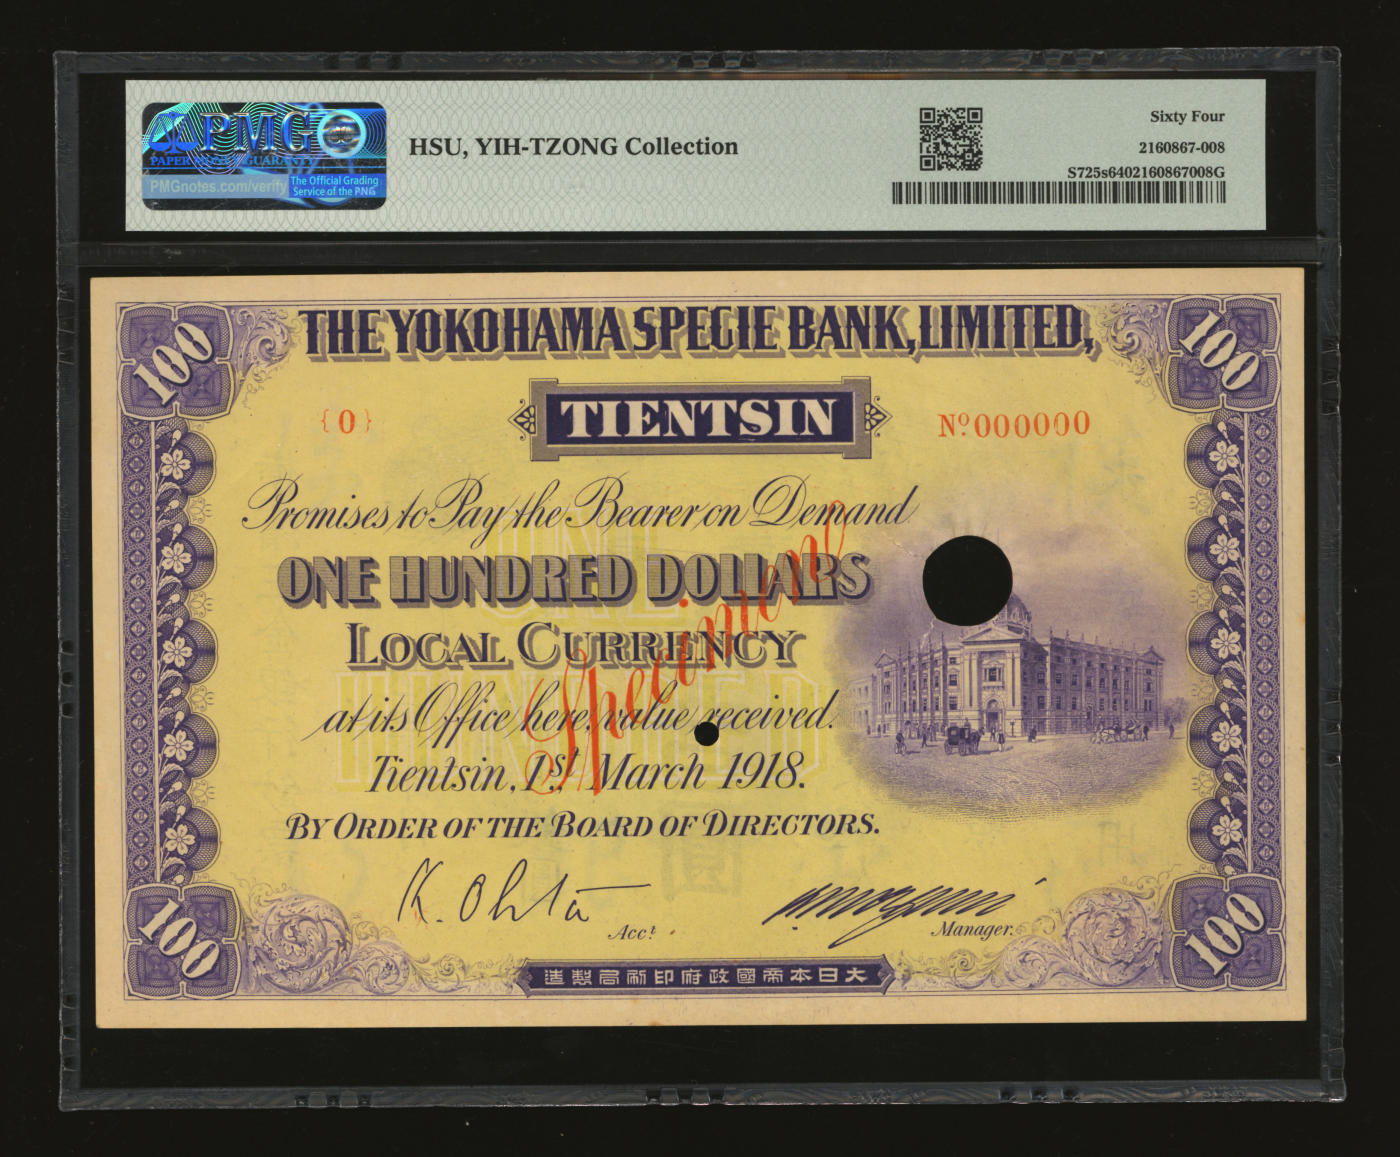 PMG
PAPER MONEY GUARANTY
PMGnotes.com/verify
The Official Grading
Service of the PNG
HSU, YIH-TZONG Collection
Sixty Four
2160867-008
S725s6402160867008G
100
100
THE YOKOHAMA SPECIE BANK, LIMITED,
TIENTSIN
{0}
Nº 000000
Promises to Pay the Bearer, on Demand
ONE HUNDRED DOLLARS
LOCAL CURRENCY
at its Office here, value received.
Tientsin, 1st March 1918.
BY ORDER OF THE BOARD OF DIRECTORS.
Specimen
ONE
HUNDRED
K. Ohta
Acct.
Manager.
100
100
造製局刷印府政國帝本日大